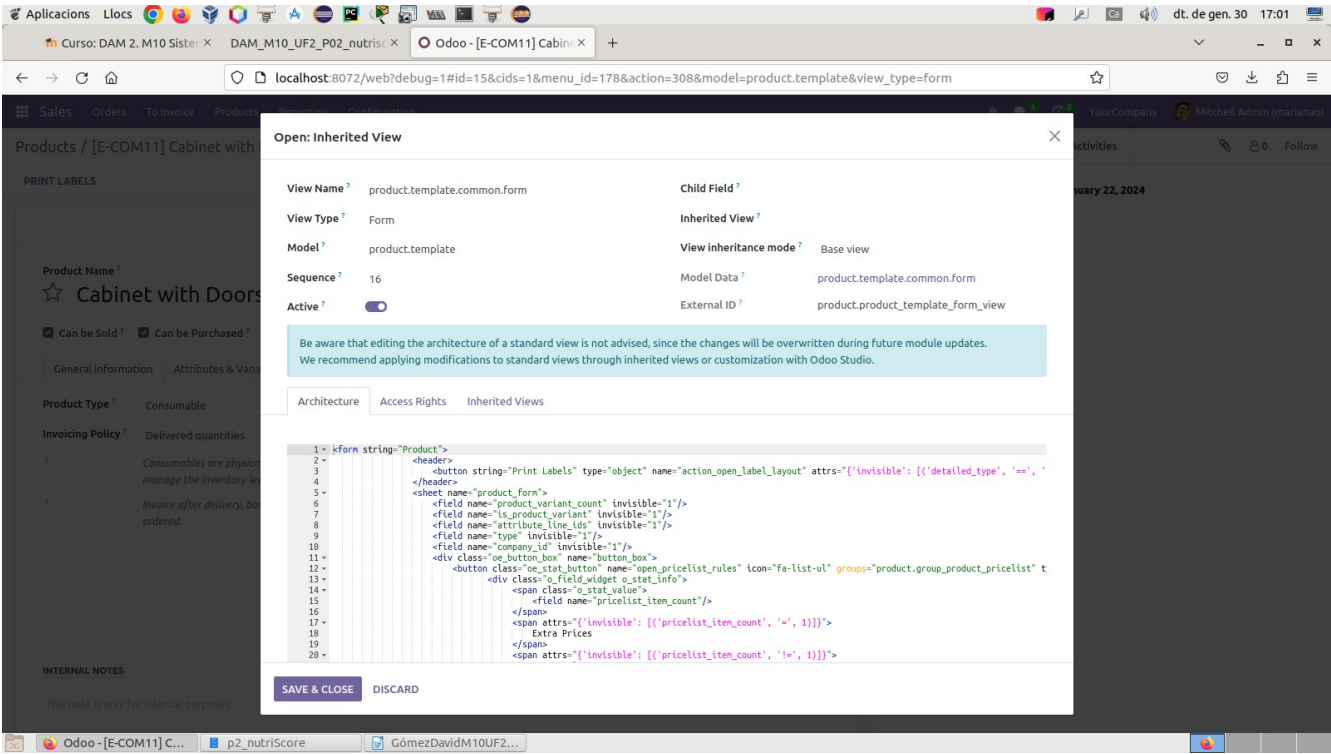 Aplicacions Llocs Ca dt. de gen. 30 17:01
Curso: DAM 2. M10 Sister DAM_M10_UF2_P02_nutrisc Odoo - [E-COM11] Cabine
localhost:8072/web?debug=1#id=15&cids=1&menu_id=178&action=308&model=product.template&view_type=form
Sales Orders To Invoice Products Reporting Configuration 4 8 YourCompany Mitchell Admin (marianao)
Products / [E-COM11] Cabinet with Activities 0 Follow
PRINT LABELS
nuary 22, 2024
Product Name ?
Cabinet with Doors
Can be Sold ? Can be Purchased ?
General Information Attributes & Varia
Product Type ? Consumable
Invoicing Policy ? Delivered quantities
? Consumables are physica
manage the inventory lev
? Invoice after delivery, bas
ordered.
INTERNAL NOTES
This note is only for internal purposes.
Open: Inherited View
View Name ? product.template.common.form Child Field ?
View Type ? Form Inherited View ?
Model ? product.template View inheritance mode ? Base view
Sequence ? 16 Model Data ? product.template.common.form
Active ? External ID ? product.product_template_form_view
Be aware that editing the architecture of a standard view is not advised, since the changes will be overwritten during future module updates.
We recommend applying modifications to standard views through inherited views or customization with Odoo Studio.
Architecture Access Rights Inherited Views
1 <form string="Product">
2 <header>
3 <button string="Print Labels" type="object" name="action_open_label_layout" attrs="{'invisible': [('detailed_type', '==', '
4 </header>
5 <sheet name="product_form">
6 <field name="product_variant_count" invisible="1"/>
7 <field name="is_product_variant" invisible="1"/>
8 <field name="attribute_line_ids" invisible="1"/>
9 <field name="type" invisible="1"/>
10 <field name="company_id" invisible="1"/>
11 <div class="oe_button_box" name="button_box">
12 <button class="oe_stat_button" name="open_pricelist_rules" icon="fa-list-ul" groups="product.group_product_pricelist" t
13 <div class="o_field_widget o_stat_info">
14 <span class="o_stat_value">
15 <field name="pricelist_item_count"/>
16 </span>
17 <span attrs="{'invisible': [('pricelist_item_count', '=', 1)]}">
18 Extra Prices
19 </span>
20 <span attrs="{'invisible': [('pricelist_item_count', '!=', 1)]}">
SAVE & CLOSE DISCARD
Odoo - [E-COM11] C... p2_nutriScore GómezDavidM10UF2...